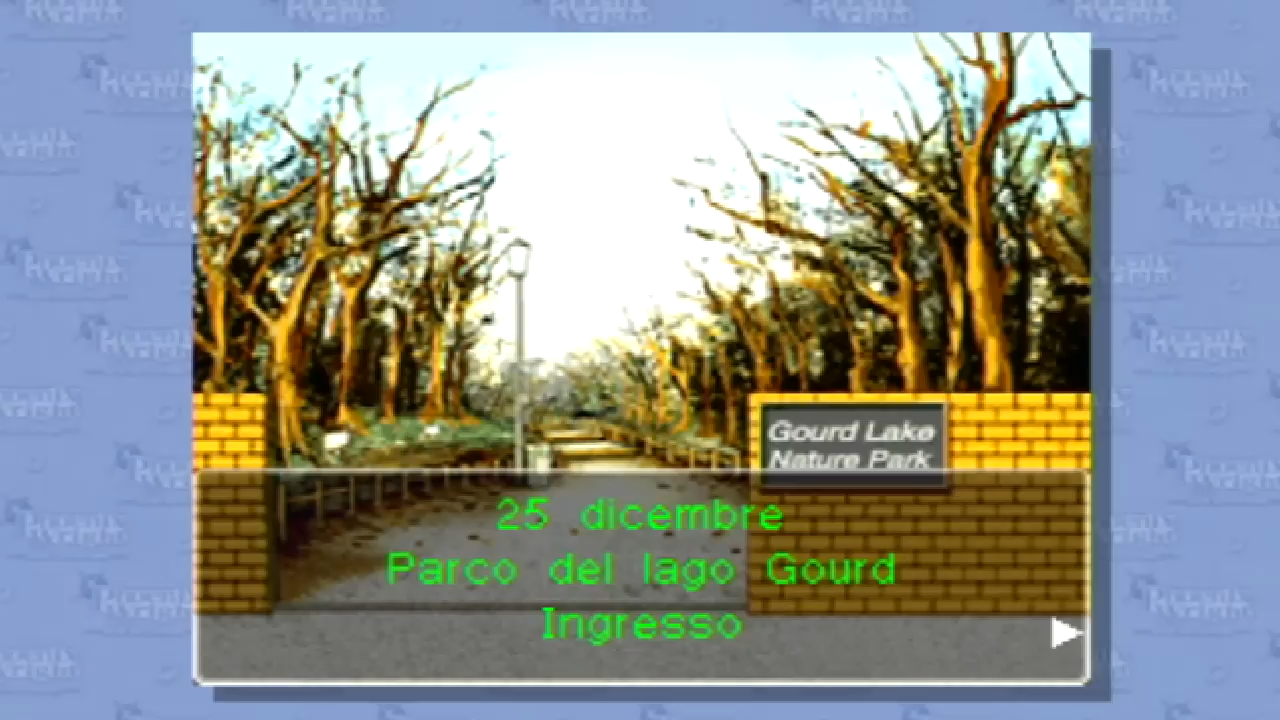 Gourd Lake
Nature Park
25 dicembre
Parco del lago Gourd
Ingresso